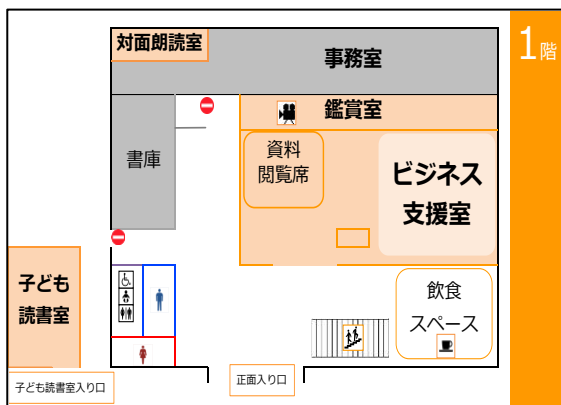 1階
対面朗読室
事務室
鑑賞室
書庫
資料
閲覧席
ビジネス
支援室
子ども
読書室
飲食
スペース
正面入り口
子ども読書室入り口